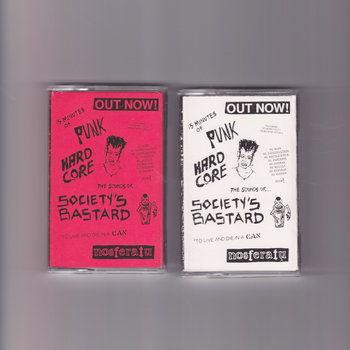 OUT NOW!
15 MINUTES
OF
PUNK
HARD
CORE
THE SOUNDS OF...
SOCIETY'S
BASTARD
"TO LIVE AND DIE IN A CAN
nosferatu
OUT NOW!
15 MINUTES
OF
PUNK
HARD
CORE
THE SOUNDS OF...
SOCIETY'S
BASTARD
"TO LIVE AND DIE IN A CAN
nosferatu